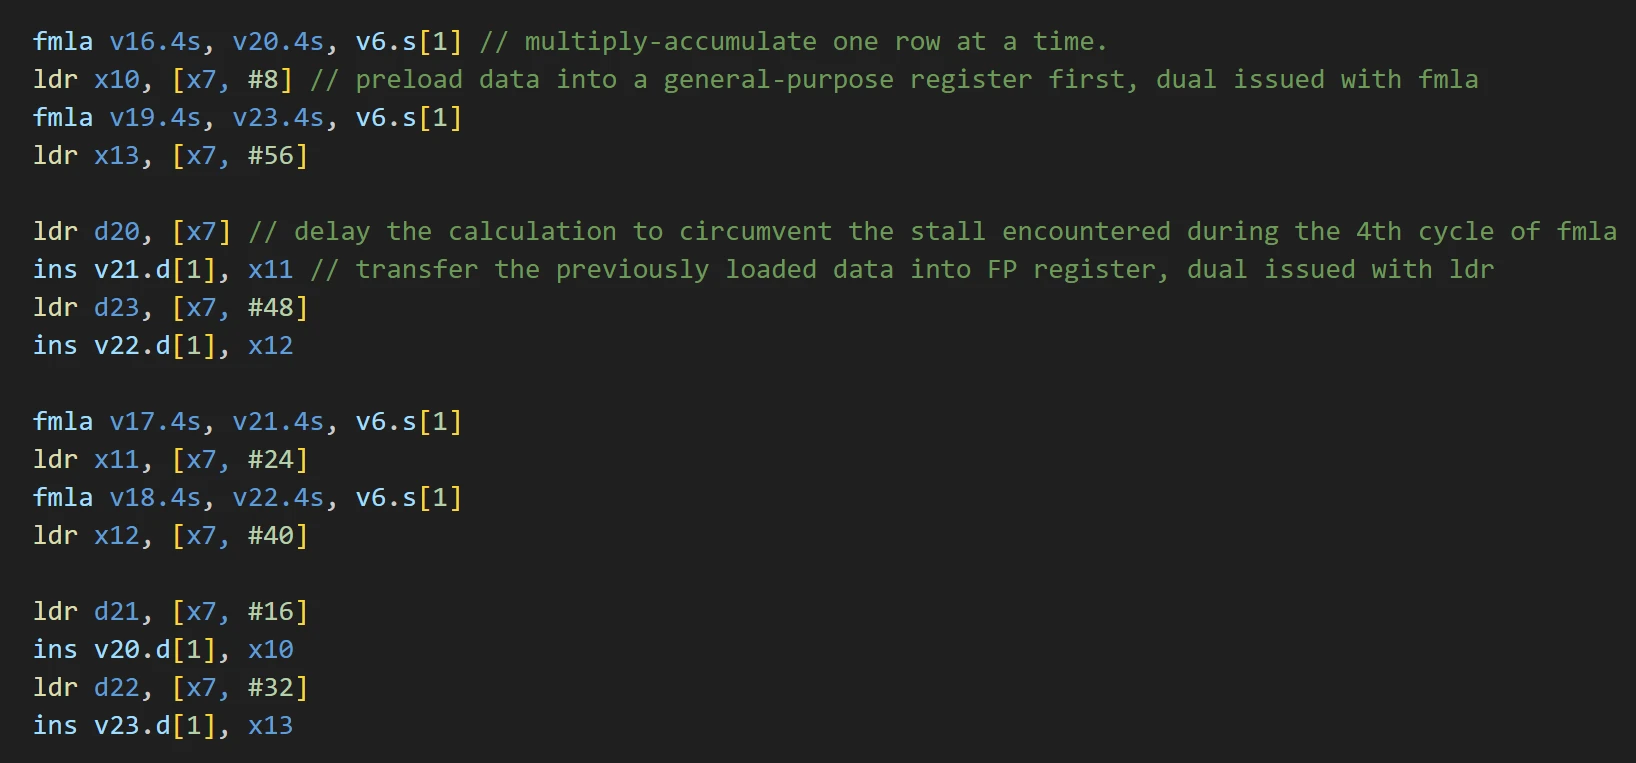 fmla v16.4s, v20.4s, v6.s[1] // multiply-accumulate one row at a time.
ldr x10, [x7, #8] // preload data into a general-purpose register first, dual issued with fmla
fmla v19.4s, v23.4s, v6.s[1]
ldr x13, [x7, #56]
ldr d20, [x7] // delay the calculation to circumvent the stall encountered during the 4th cycle of fmla
ins v21.d[1], x11 // transfer the previously loaded data into FP register, dual issued with ldr
ldr d23, [x7, #48]
ins v22.d[1], x12
fmla v17.4s, v21.4s, v6.s[1]
ldr x11, [x7, #24]
fmla v18.4s, v22.4s, v6.s[1]
ldr x12, [x7, #40]
ldr d21, [x7, #16]
ins v20.d[1], x10
ldr d22, [x7, #32]
ins v23.d[1], x13